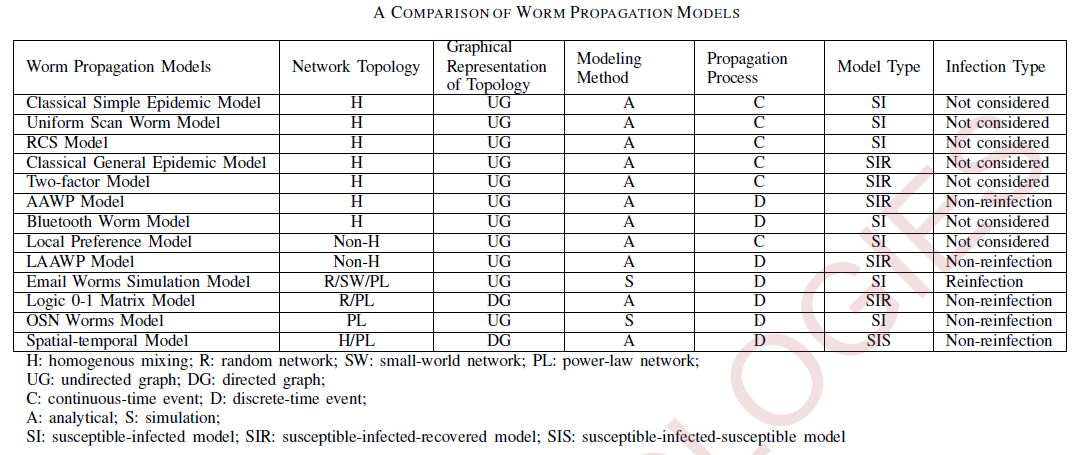 A COMPARISON OF WORM PROPAGATION MODELS
Worm Propagation Models Network Topology Graphical Representation of Topology Modeling Method Propagation Process Model Type Infection Type
Classical Simple Epidemic Model H UG A C SI Not considered
Uniform Scan Worm Model H UG A C SI Not considered
RCS Model H UG A C SI Not considered
Classical General Epidemic Model H UG A C SIR Not considered
Two-factor Model H UG A C SIR Not considered
AAWP Model H UG A D SIR Non-reinfection
Bluetooth Worm Model H UG A D SI Not considered
Local Preference Model Non-H UG A C SI Not considered
LAAWP Model Non-H UG A D SIR Non-reinfection
Email Worms Simulation Model R/SW/PL UG S D SI Reinfection
Logic 0-1 Matrix Model R/PL DG A D SIR Non-reinfection
OSN Worms Model PL UG S D SI Non-reinfection
Spatial-temporal Model H/PL DG A D SIS Non-reinfection
H: homogenous mixing; R: random network; SW: small-world network; PL: power-law network;
UG: undirected graph; DG: directed graph;
C: continuous-time event; D: discrete-time event;
A: analytical; S: simulation;
SI: susceptible-infected model; SIR: susceptible-infected-recovered model; SIS: susceptible-infected-susceptible model
OLOGIES